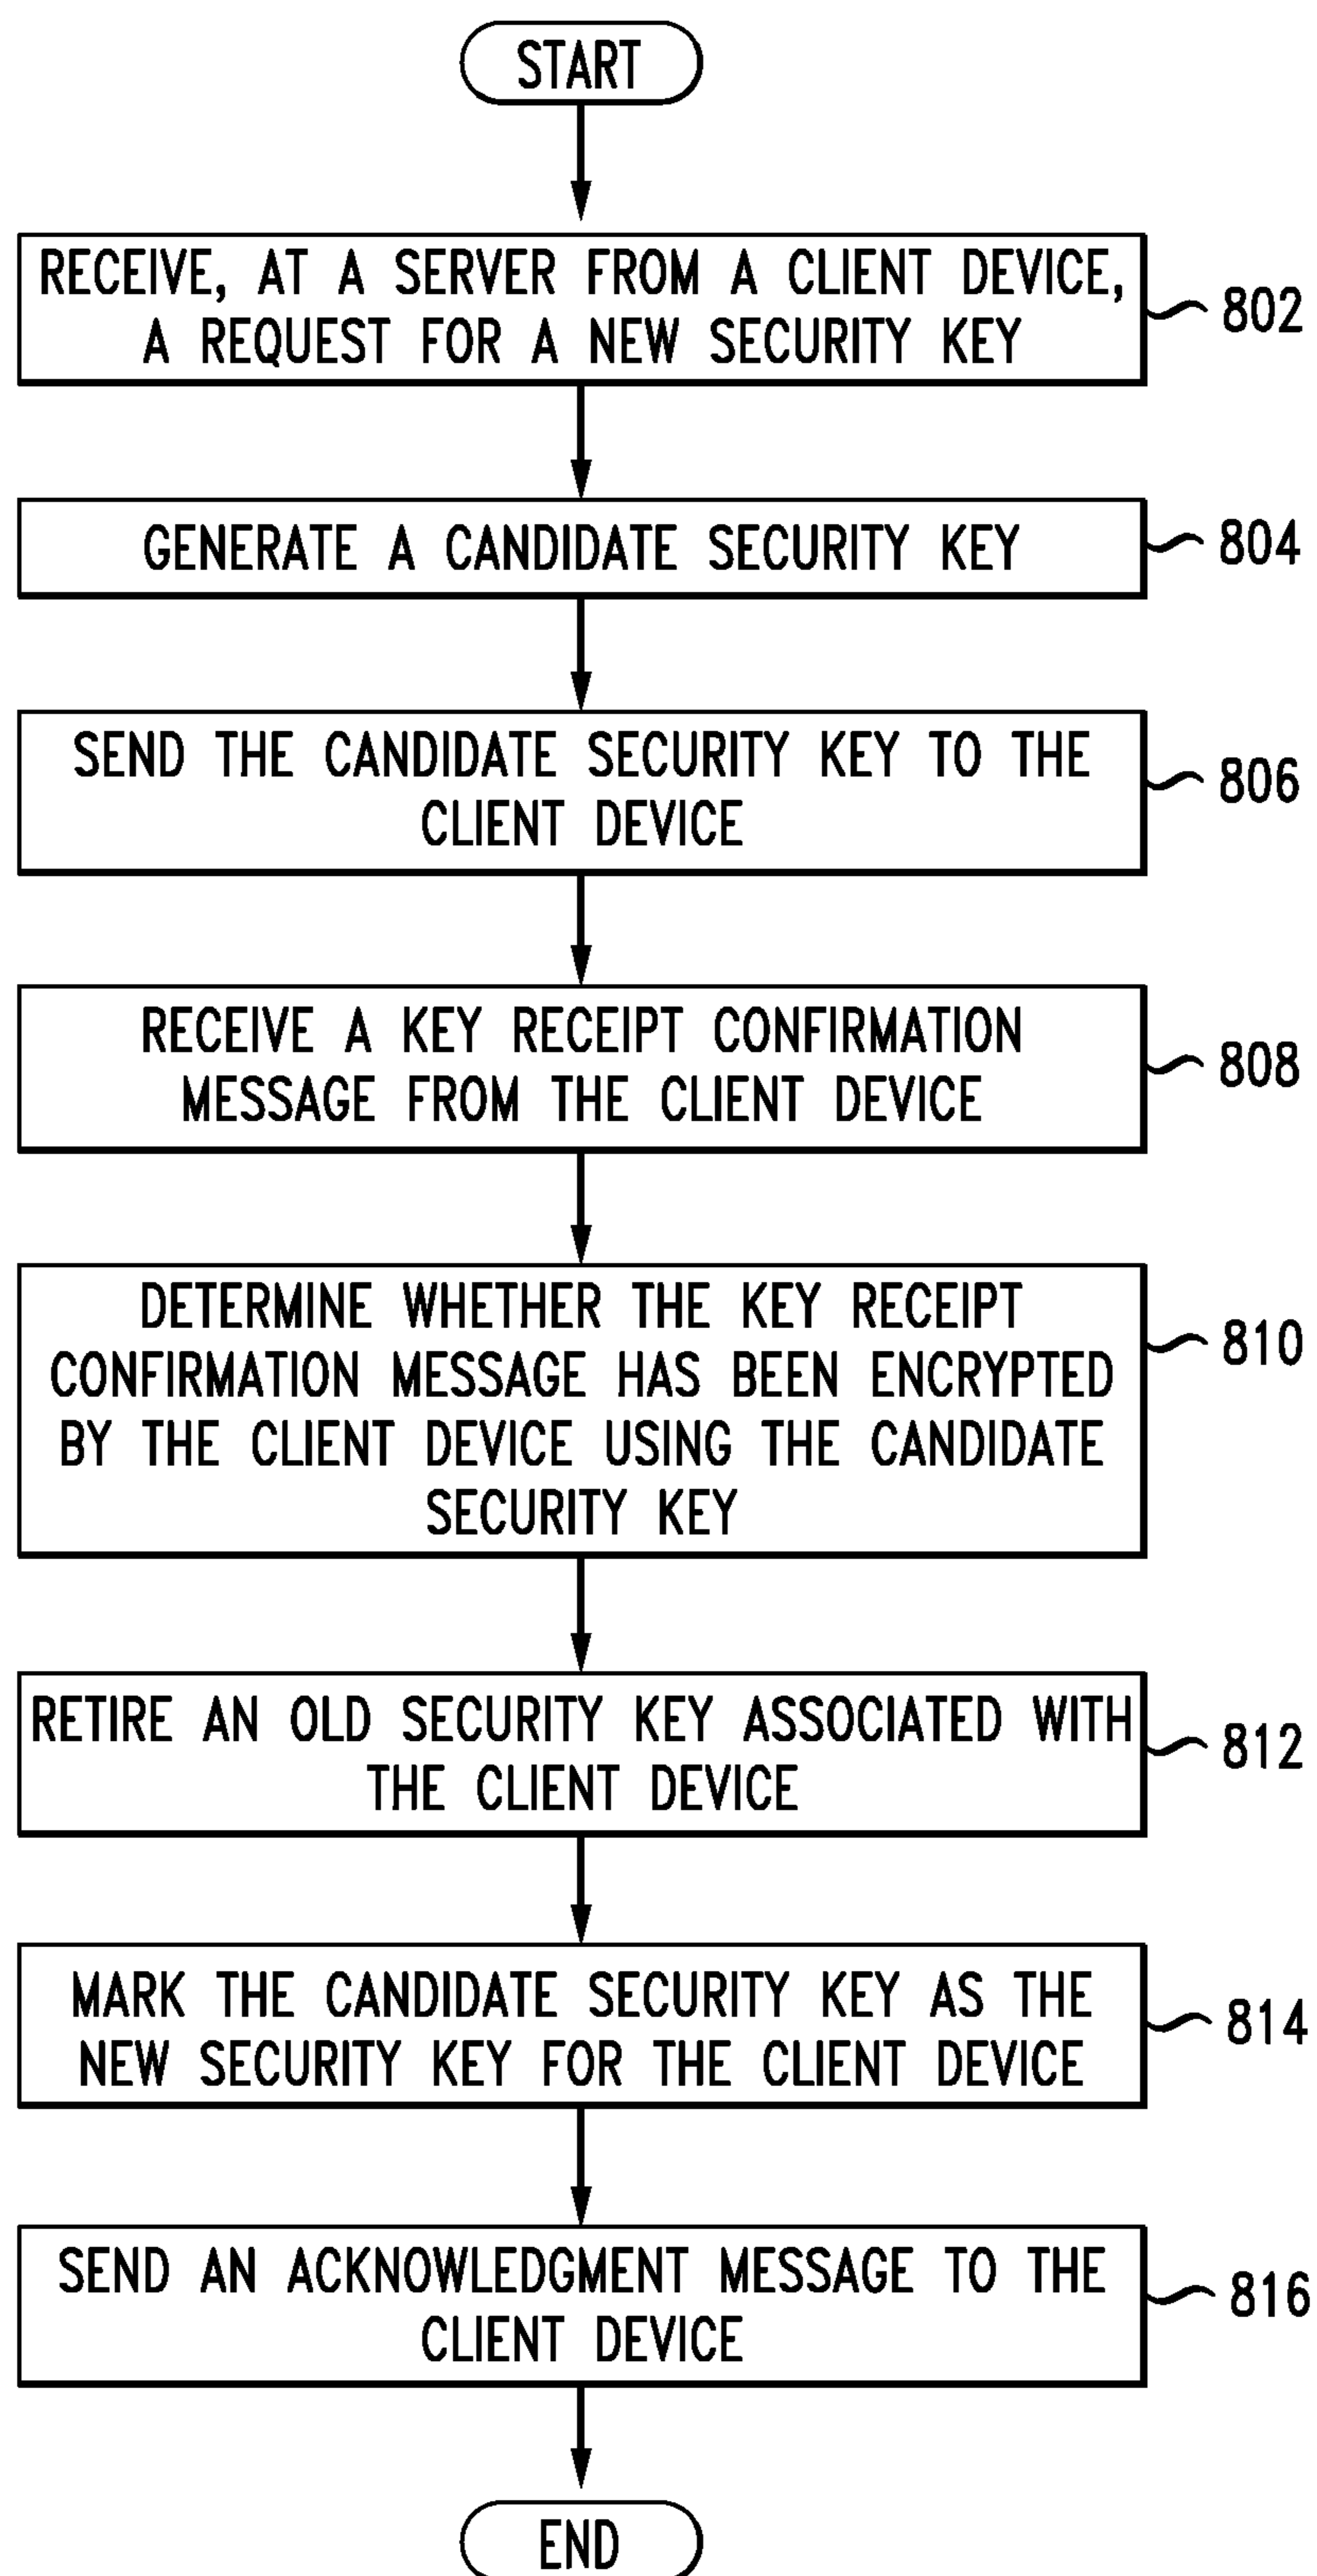 START
RECEIVE, AT A SERVER FROM A CLIENT DEVICE,
A REQUEST FOR A NEW SECURITY KEY
802
GENERATE A CANDIDATE SECURITY KEY
804
SEND THE CANDIDATE SECURITY KEY TO THE
CLIENT DEVICE
806
RECEIVE A KEY RECEIPT CONFIRMATION
MESSAGE FROM THE CLIENT DEVICE
808
DETERMINE WHETHER THE KEY RECEIPT
CONFIRMATION MESSAGE HAS BEEN ENCRYPTED
BY THE CLIENT DEVICE USING THE CANDIDATE
SECURITY KEY
810
RETIRE AN OLD SECURITY KEY ASSOCIATED WITH
THE CLIENT DEVICE
812
MARK THE CANDIDATE SECURITY KEY AS THE
NEW SECURITY KEY FOR THE CLIENT DEVICE
814
SEND AN ACKNOWLEDGMENT MESSAGE TO THE
CLIENT DEVICE
816
END